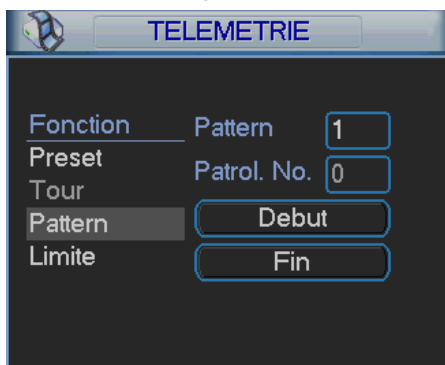 TELEMETRIE
Fonction
Preset
Tour
Pattern
Limite
Pattern 1
Patrol. No. 0
Debut
Fin